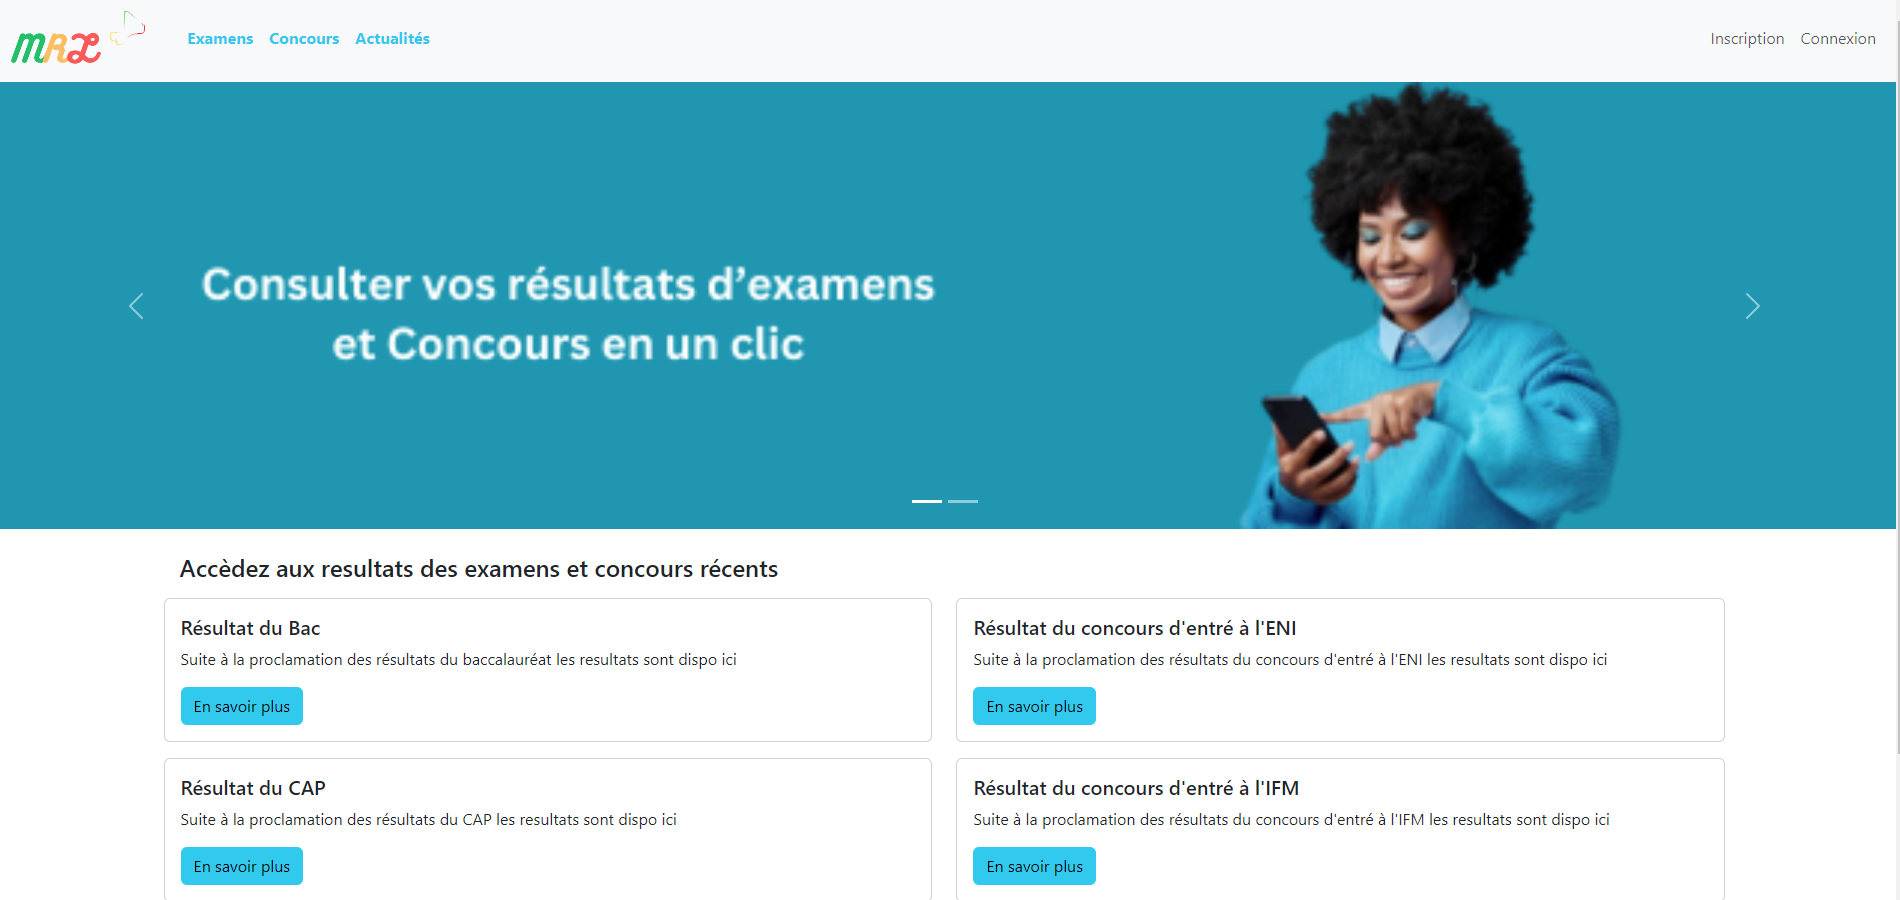 MRZ
Examens Concours Actualités
Inscription Connexion
Consulter vos résultats d'examens
et Concours en un clic
Accèdez aux resultats des examens et concours récents
Résultat du Bac
Suite à la proclamation des résultats du baccalauréat les resultats sont dispo ici
En savoir plus
Résultat du concours d'entré à l'ENI
Suite à la proclamation des résultats du concours d'entré à l'ENI les resultats sont dispo ici
En savoir plus
Résultat du CAP
Suite à la proclamation des résultats du CAP les resultats sont dispo ici
En savoir plus
Résultat du concours d'entré à l'IFM
Suite à la proclamation des résultats du concours d'entré à l'IFM les resultats sont dispo ici
En savoir plus